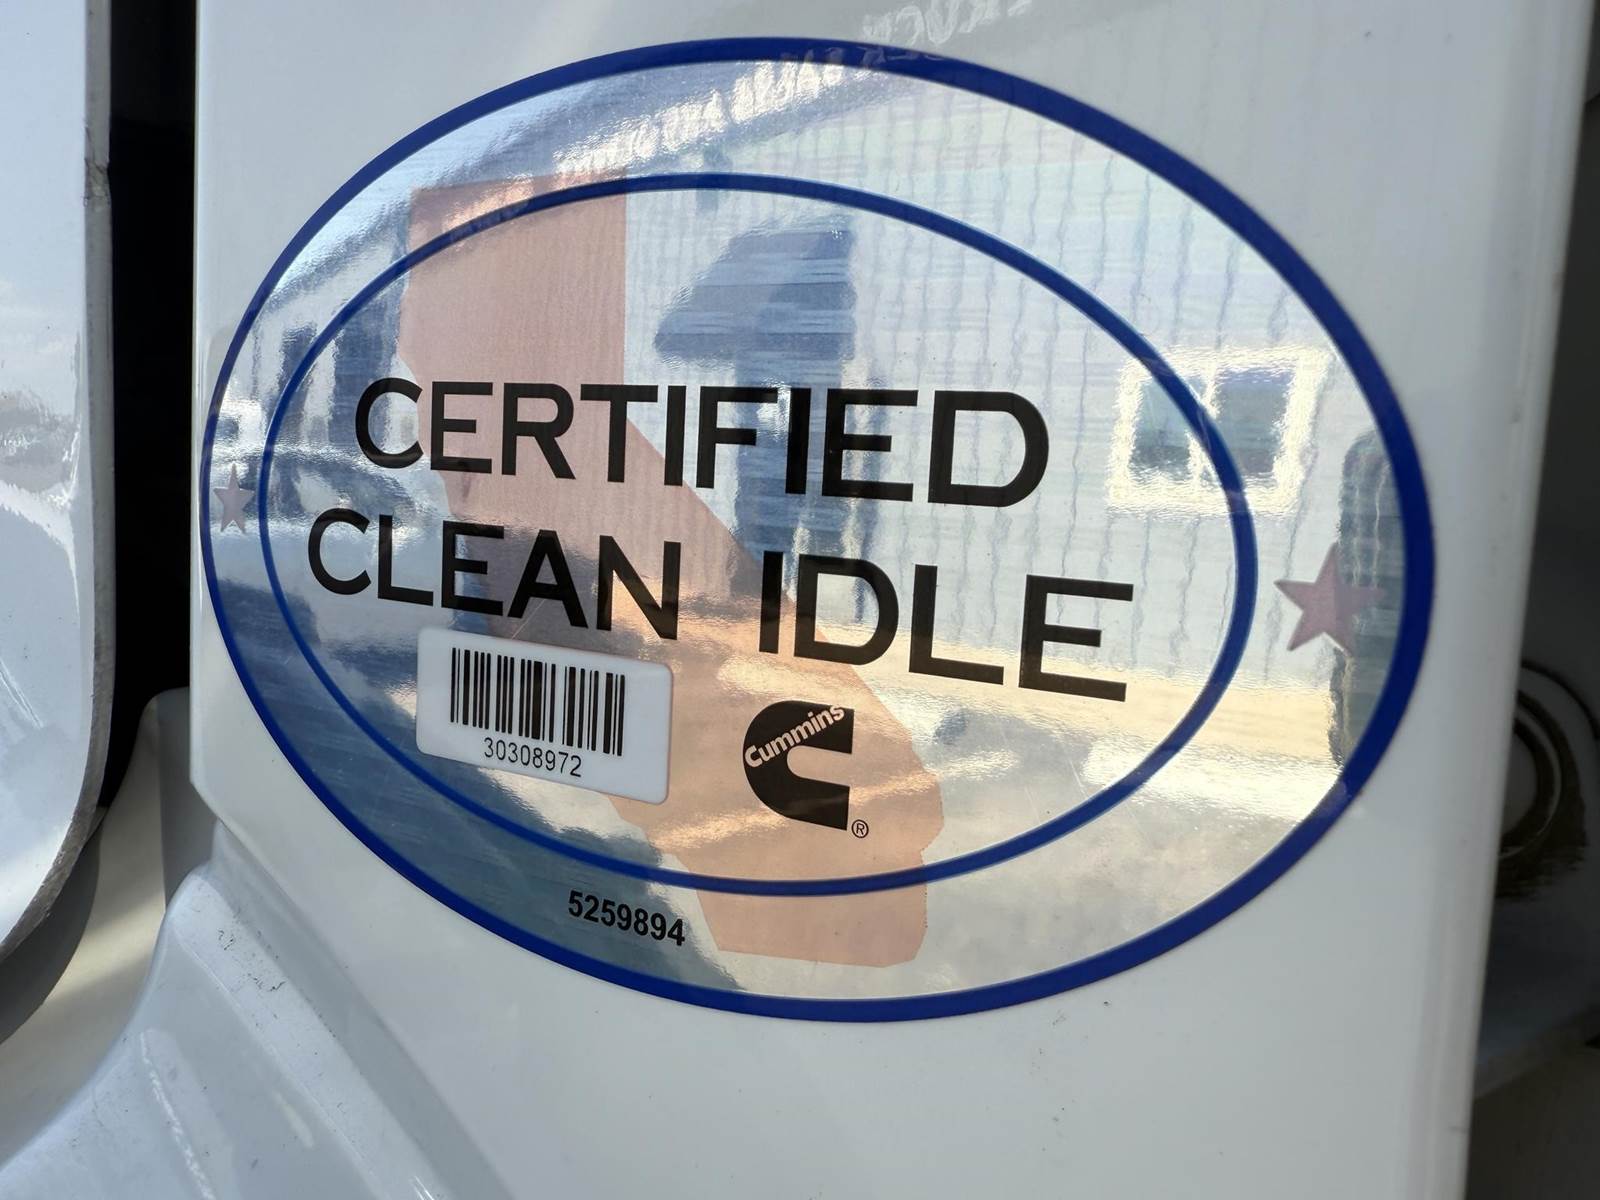 CERTIFIED
CLEAN IDLE
30308972
Cummins
®
5259894